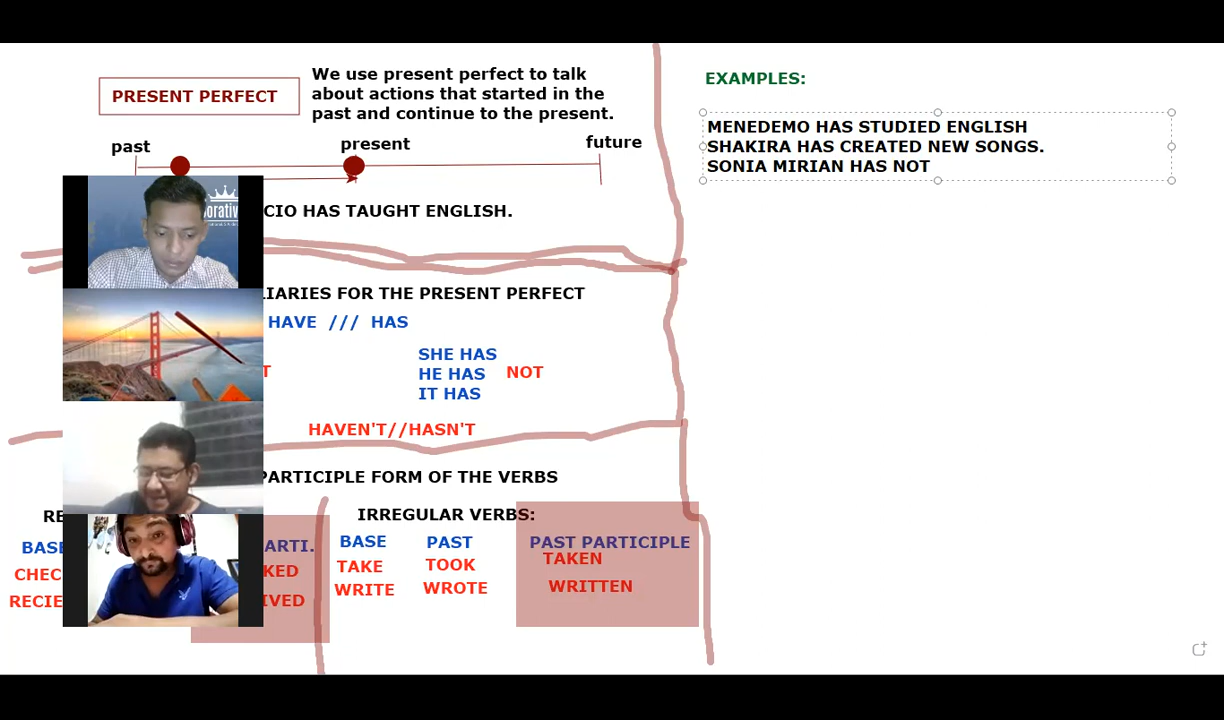 PRESENT PERFECT
We use present perfect to talk
about actions that started in the
past and continue to the present.
past
present
future
CIO HAS TAUGHT ENGLISH.
LIARIES FOR THE PRESENT PERFECT
HAVE /// HAS
SHE HAS
HE HAS
IT HAS
NOT
T
HAVEN'T//HASN'T
PARTICIPLE FORM OF THE VERBS
RE
IRREGULAR VERBS:
BASE
ARTI.
BASE
PAST
PAST PARTICIPLE
CHEC
KED
TAKE
TOOK
TAKEN
RECIE
IVED
WRITE
WROTE
WRITTEN
EXAMPLES:
MENEDEMO HAS STUDIED ENGLISH
SHAKIRA HAS CREATED NEW SONGS.
SONIA MIRIAN HAS NOT